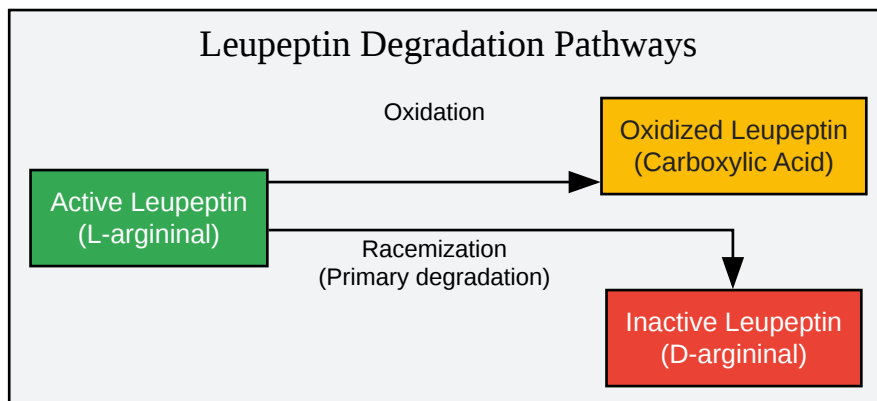 Leupeptin Degradation Pathways
Oxidation
Oxidized Leupeptin
(Carboxylic Acid)
Active Leupeptin
(L-argininal)
Racemization
(Primary degradation)
Inactive Leupeptin
(D-argininal)